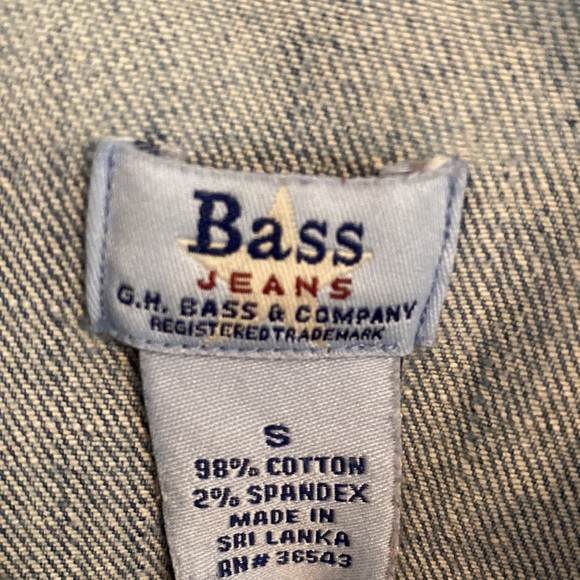 Bass
JEANS
G.H. BASS & COMPANY
REGISTERED TRADEMARK
S
98% COTTON
2% SPANDEX
MADE IN
SRI LANKA
RN# 36543